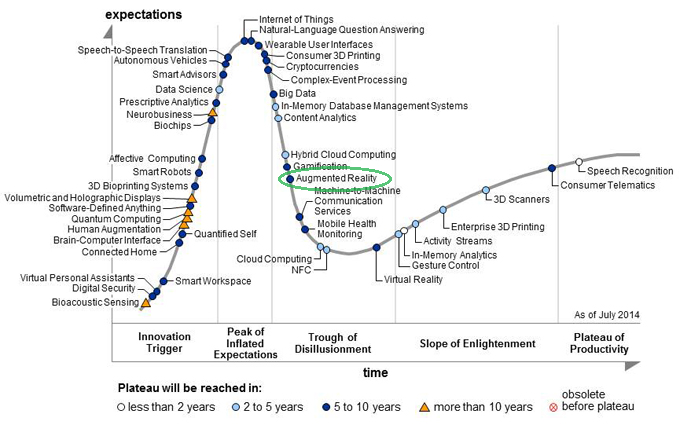 expectations
Internet of Things
Natural-Language Question Answering
Wearable User Interfaces
Speech-to-Speech Translation
Consumer 3D Printing
Autonomous Vehicles
Cryptocurrencies
Smart Advisors
Complex-Event Processing
Data Science
Big Data
Prescriptive Analytics
In-Memory Database Management Systems
Neurobusiness
Content Analytics
Biochips
Hybrid Cloud Computing
Affective Computing
Gamification
Smart Robots
Augmented Reality
3D Bioprinting Systems
Machine-to-Machine
Communication
Services
Volumetric and Holographic Displays
Software-Defined Anything
Quantum Computing
Mobile Health
Monitoring
Human Augmentation
Brain-Computer Interface
Quantified Self
Connected Home
Cloud Computing
NFC
Virtual Reality
Virtual Personal Assistants
Smart Workspace
Digital Security
Bioacoustic Sensing
Gesture Control
In-Memory Analytics
Activity Streams
Enterprise 3D Printing
3D Scanners
Consumer Telematics
Speech Recognition
As of July 2014
Innovation
Trigger
Peak of
Inflated
Expectations
Trough of
Disillusionment
Slope of Enlightenment
Plateau of
Productivity
time
Plateau will be reached in:
less than 2 years
2 to 5 years
5 to 10 years
more than 10 years
obsolete
before plateau